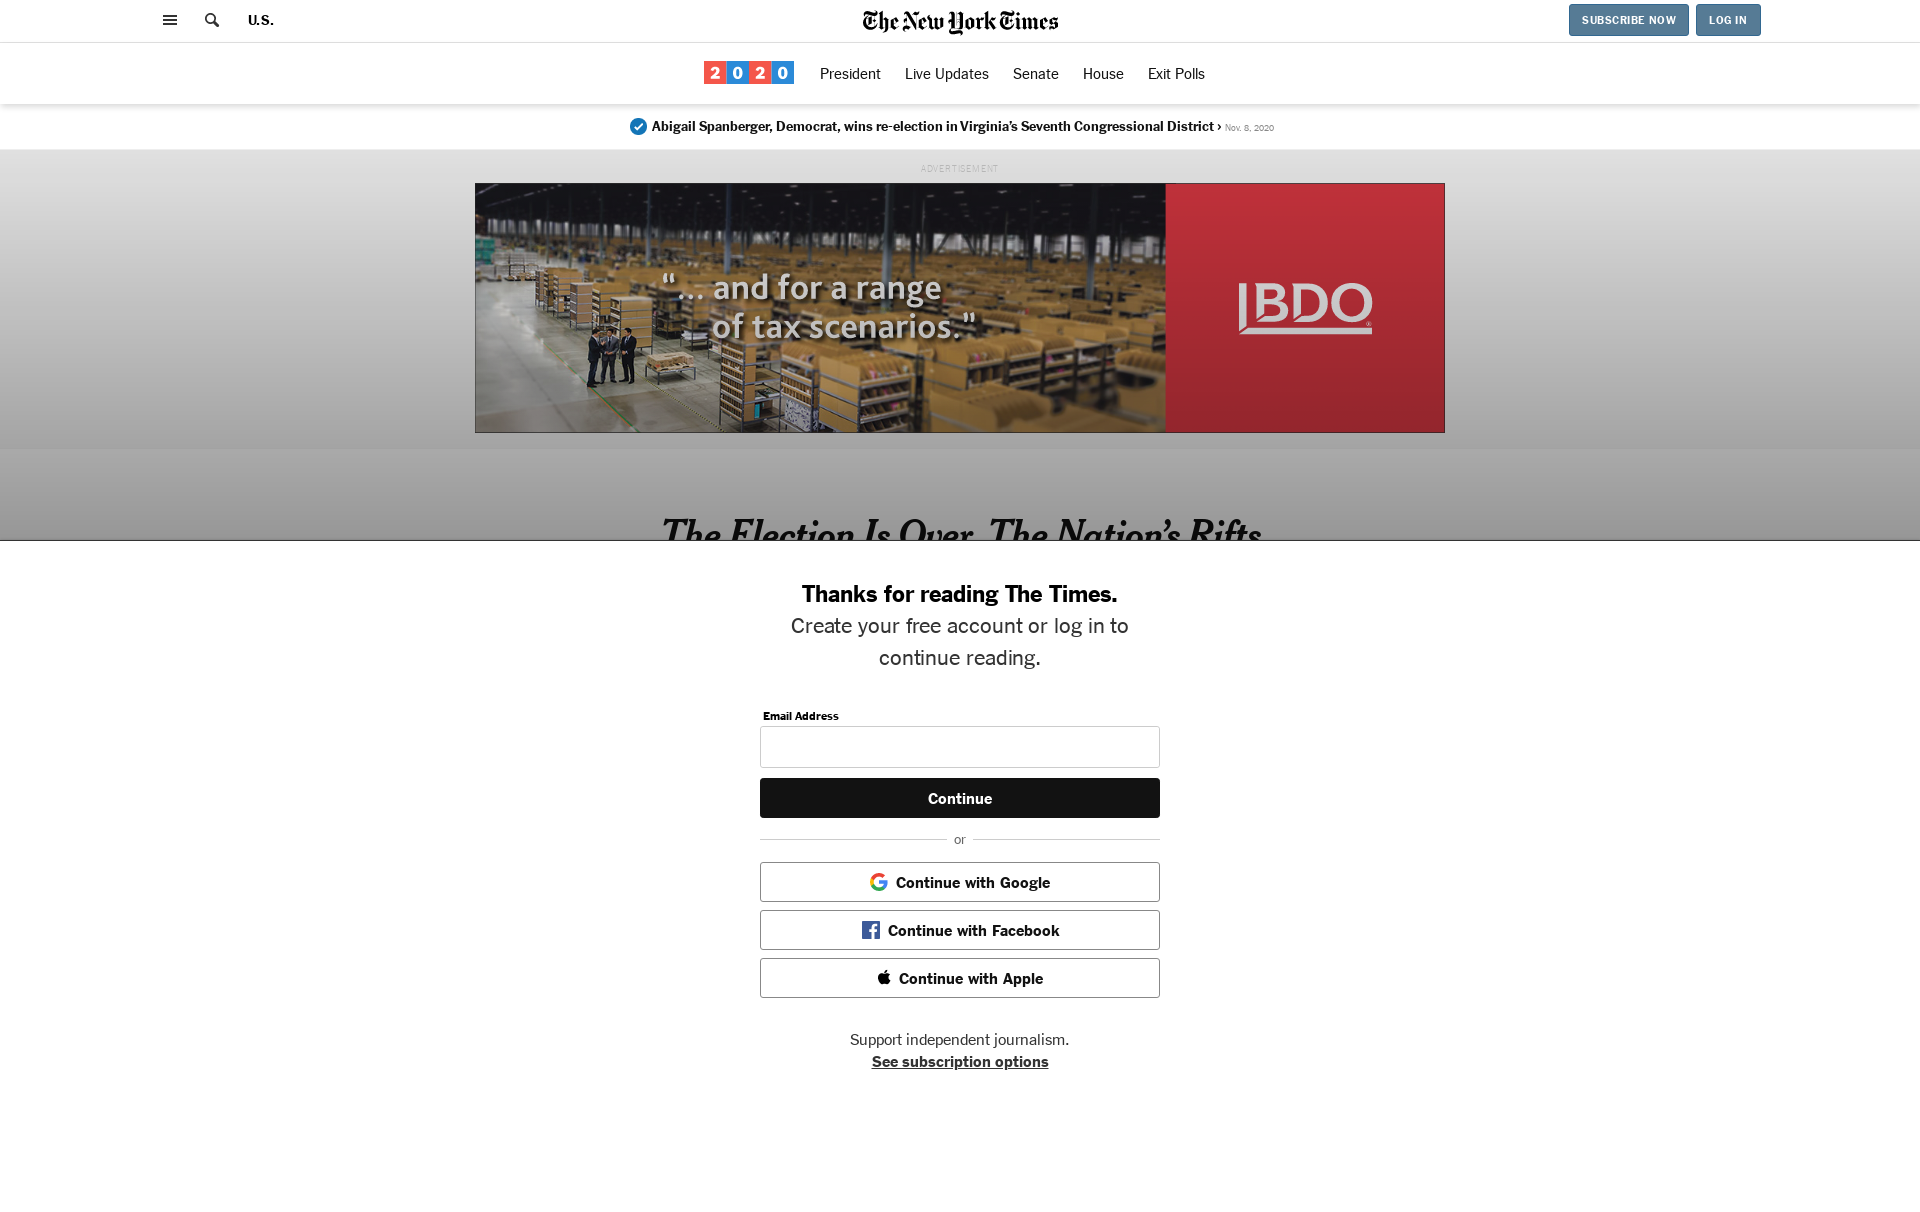 U.S.
The New York Times
SUBSCRIBE NOW
LOG IN
2020
President
Live Updates
Senate
House
Exit Polls
Abigail Spanberger, Democrat, wins re-election in Virginia’s Seventh Congressional District › Nov. 8, 2020
ADVERTISEMENT
“... and for a range
of tax scenarios.”
BDO
The Election Is Over. The Nation’s Rifts
Thanks for reading The Times.
Create your free account or log in to
continue reading.
Email Address
Continue
or
Continue with Google
Continue with Facebook
Continue with Apple
Support independent journalism.
See subscription options